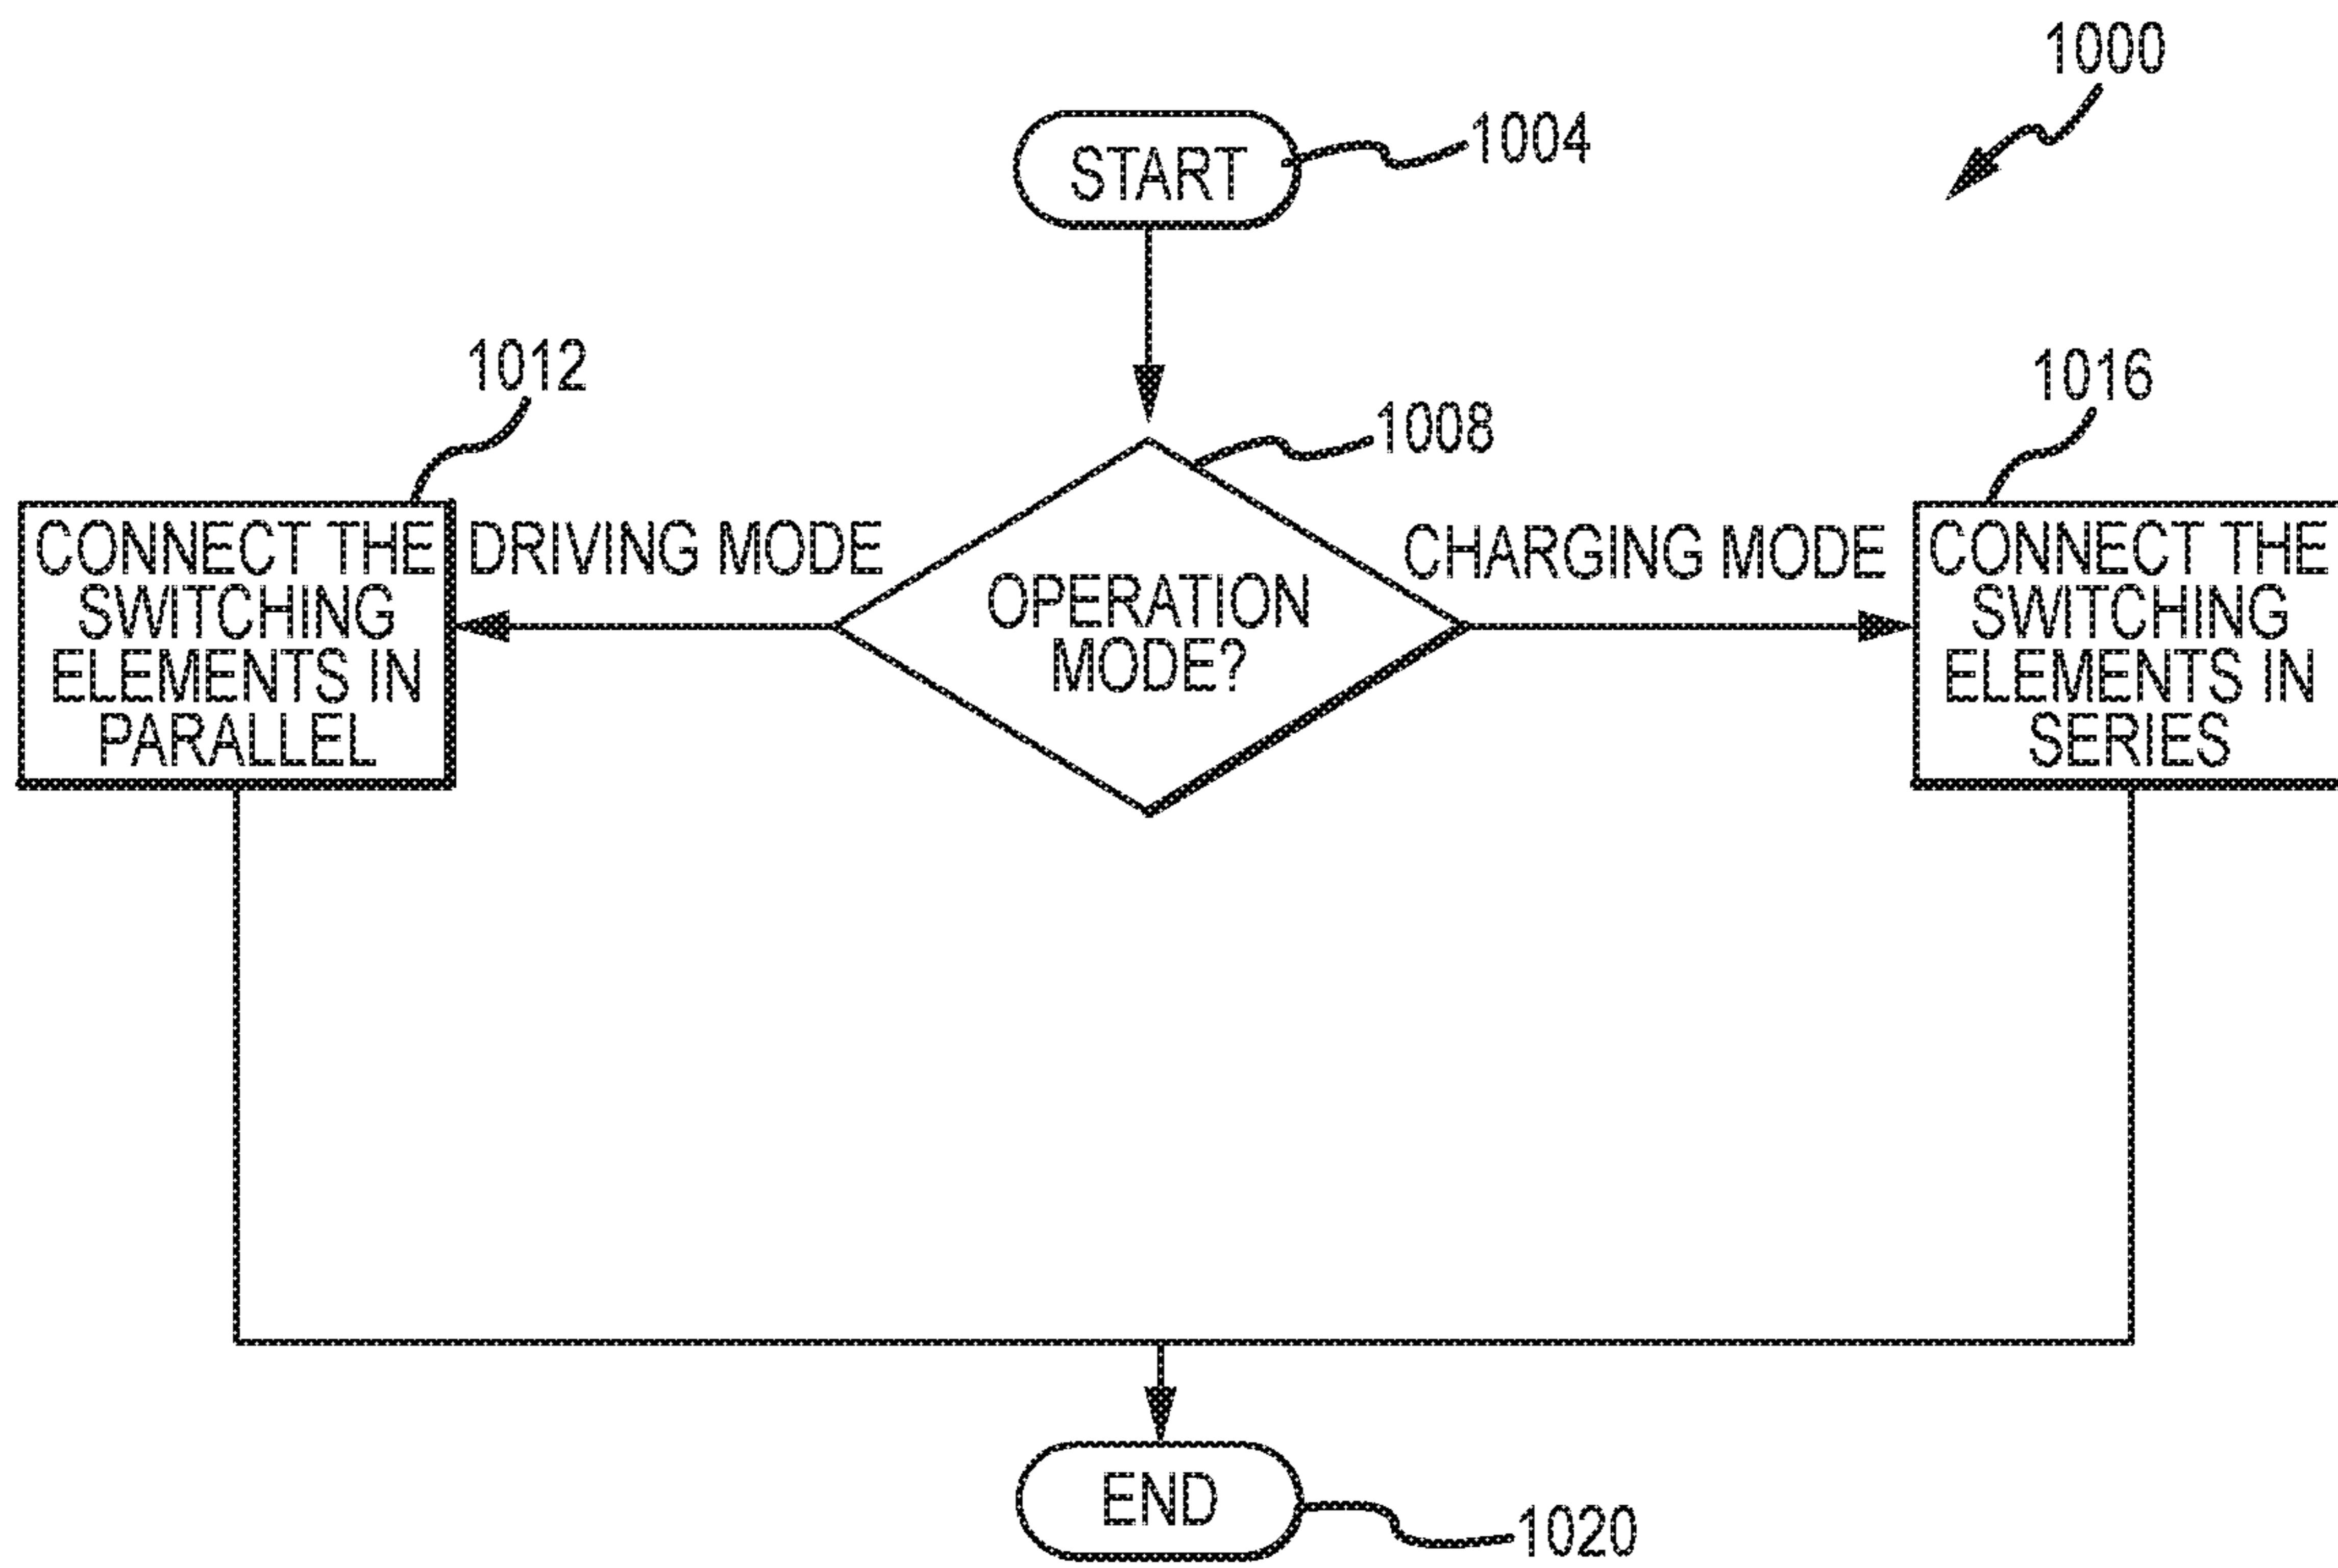 1000
START
1004
1012
1008
1016
CONNECT THE
SWITCHING
ELEMENTS IN
PARALLEL
DRIVING MODE
OPERATION
MODE?
CHARGING MODE
CONNECT THE
SWITCHING
ELEMENTS IN
SERIES
END
1020